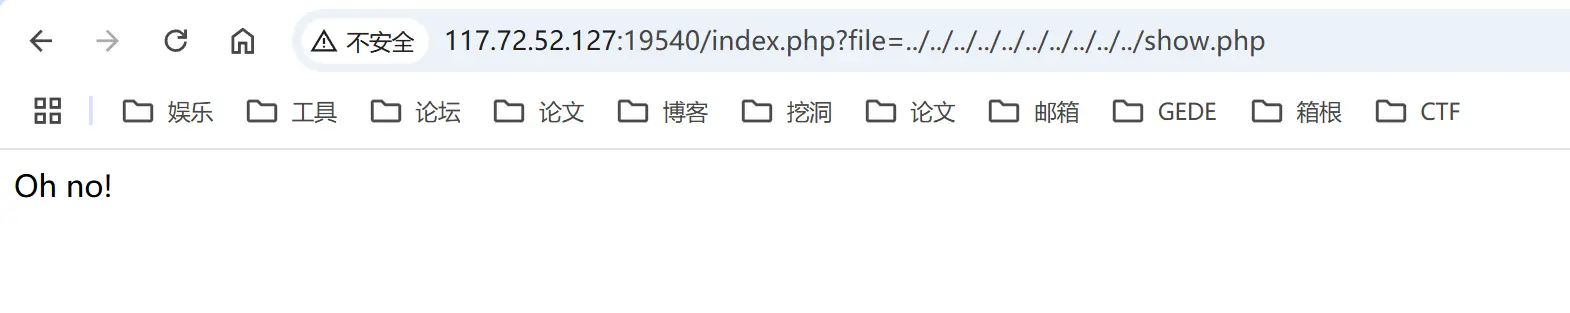 不安全 117.72.52.127:19540/index.php?file=../../../../../../../../../../show.php
娱乐 工具 论坛 论文 博客 挖洞 论文 邮箱 GEDE 箱根 CTF
Oh no!